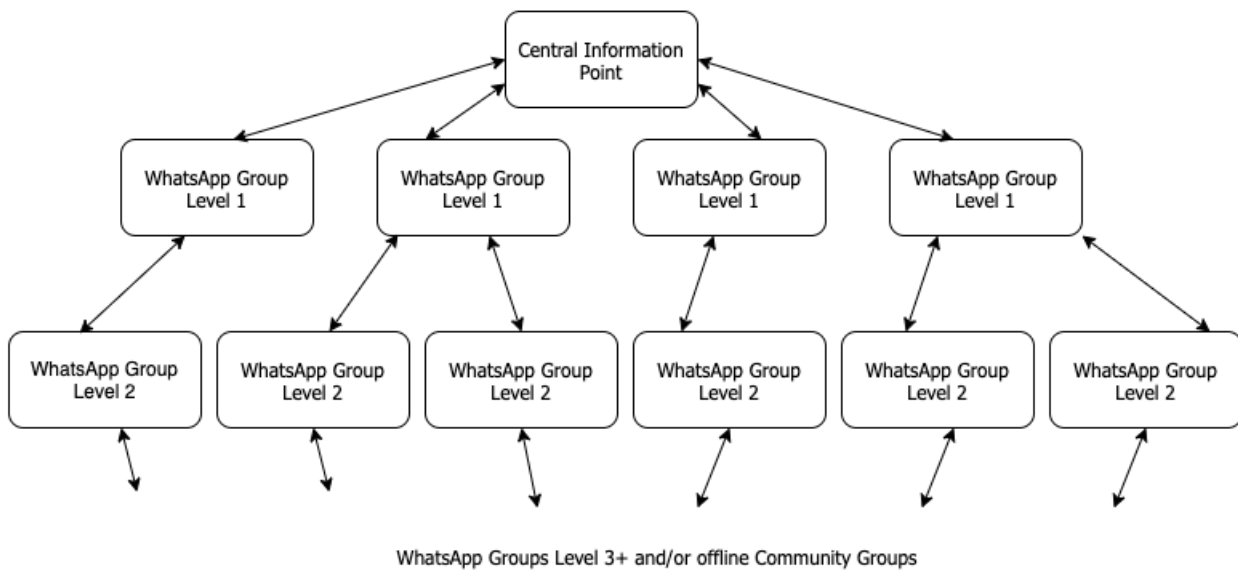 Central Information
Point
WhatsApp Group
Level 1
WhatsApp Group
Level 1
WhatsApp Group
Level 1
WhatsApp Group
Level 1
WhatsApp Group
Level 2
WhatsApp Group
Level 2
WhatsApp Group
Level 2
WhatsApp Group
Level 2
WhatsApp Group
Level 2
WhatsApp Group
Level 2
WhatsApp Groups Level 3+ and/or offline Community Groups